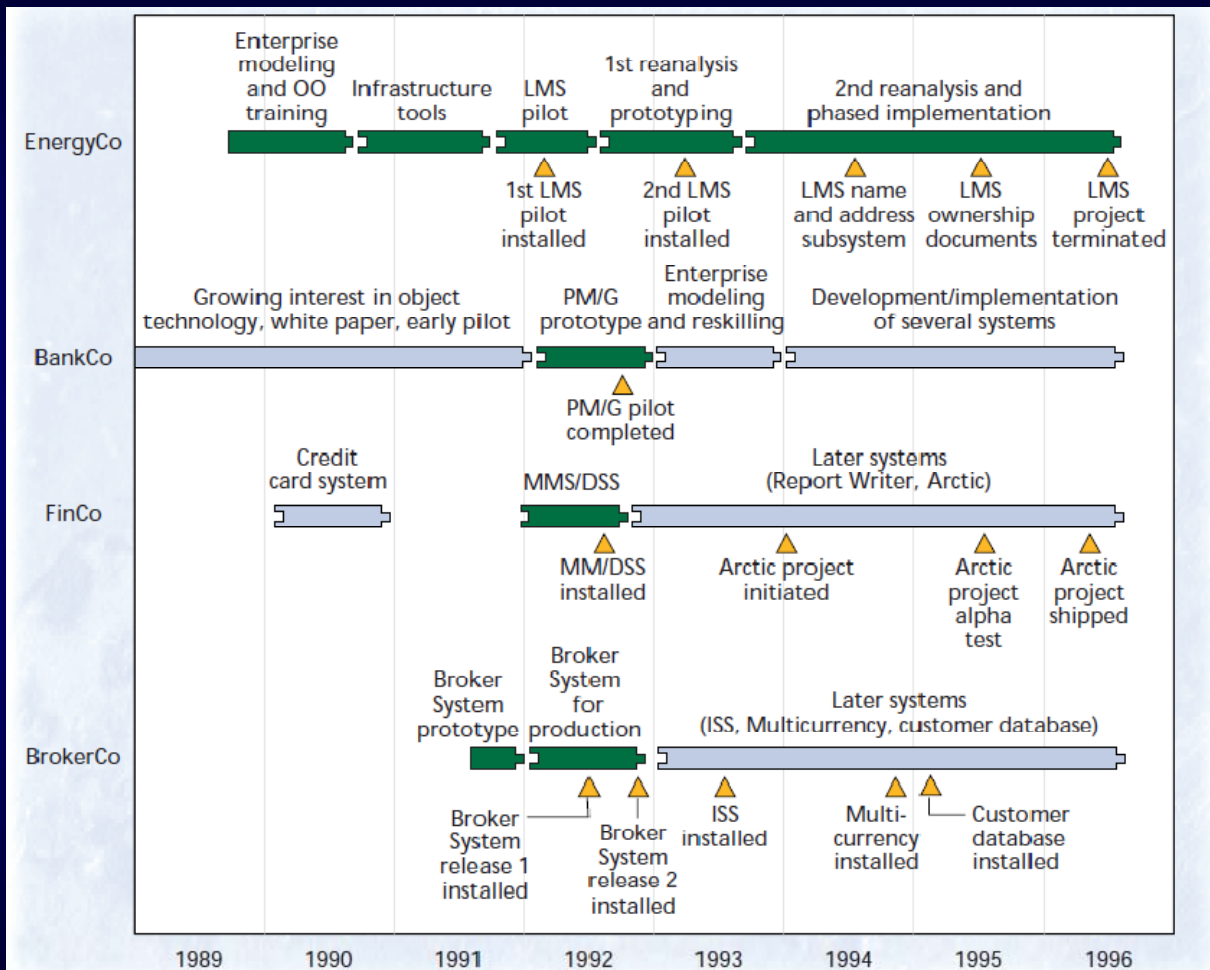 Enterprise
modeling
and OO
training
Infrastructure
tools
LMS
pilot
1st reanalysis
and
prototyping
2nd reanalysis and
phased implementation
EnergyCo
1st LMS
pilot
installed
2nd LMS
pilot
installed
LMS name
and address
subsystem
LMS
ownership
documents
LMS
project
terminated
Growing interest in object
technology, white paper, early pilot
PM/G
prototype
Enterprise
modeling
and reskilling
Development/implementation
of several systems
BankCo
PM/G pilot
completed
Credit
card system
MMS/DSS
Later systems
(Report Writer, Arctic)
FinCo
MM/DSS
installed
Arctic project
initiated
Arctic
project
alpha
test
Arctic
project
shipped
Broker
System
prototype
Broker
System
for
production
Later systems
(ISS, Multicurrency, customer database)
BrokerCo
Broker
System
release 1
installed
Broker
System
release 2
installed
ISS
installed
Multi-
currency
installed
Customer
database
installed
1989 1990 1991 1992 1993 1994 1995 1996